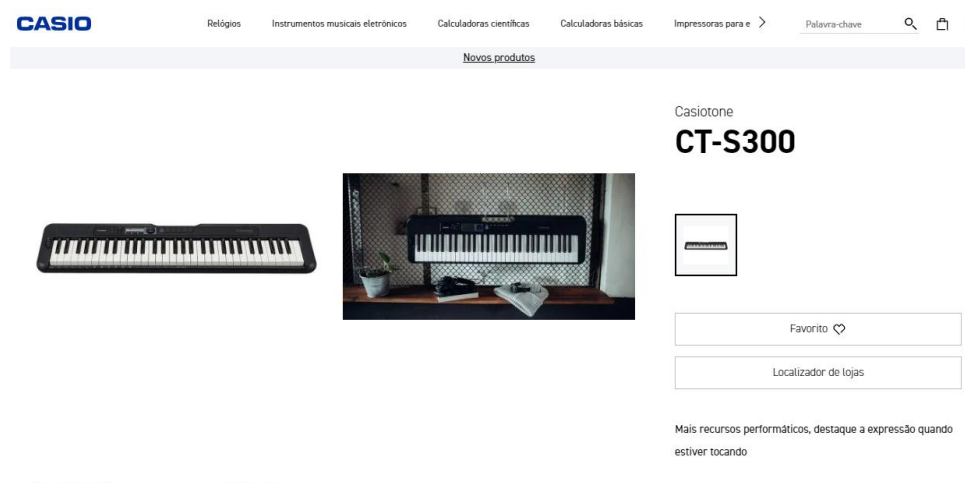 CASIO
Relógios
Instrumentos musicais eletrônicos
Calculadoras científicas
Calculadoras básicas
Impressoras para e
Palavra-chave
Novos produtos
Casiotone
CT-S300
Favorito
Localizador de lojas
Mais recursos performáticos, destaque a expressão quando
estiver tocando